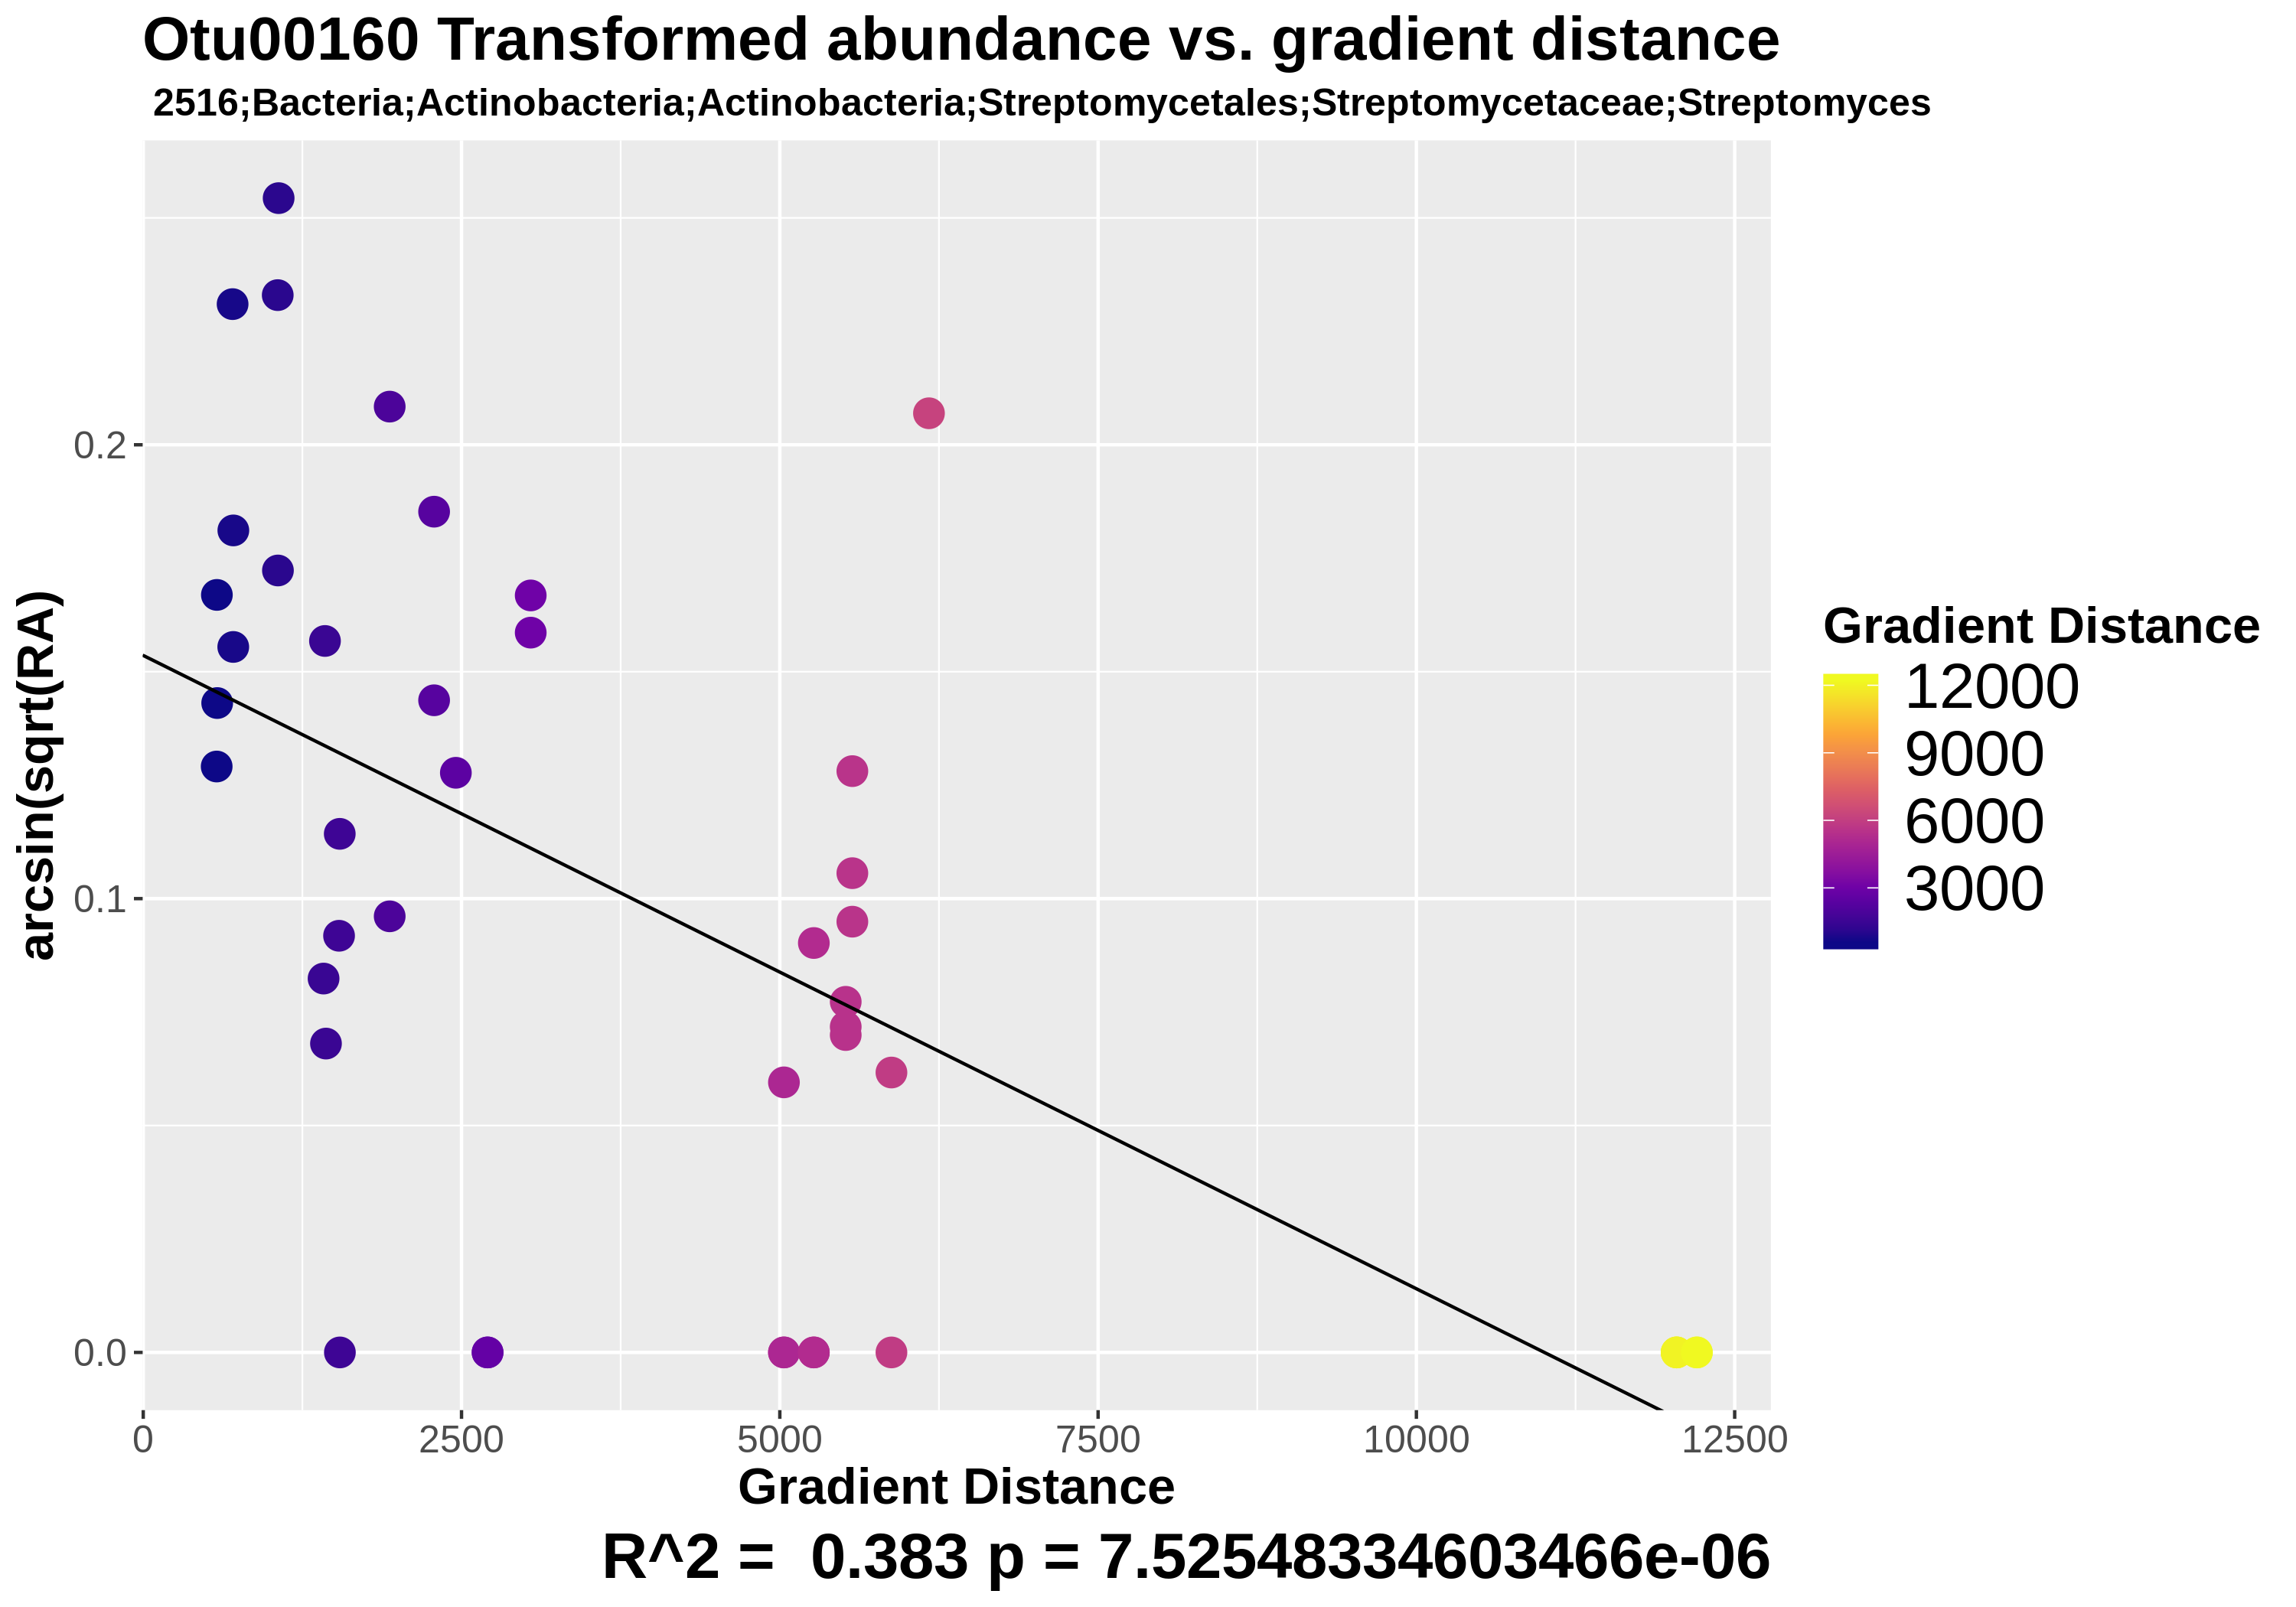 Otu00160 Transformed abundance vs. gradient distance
2516;Bacteria;Actinobacteria;Actinobacteria;Streptomycetales;Streptomycetaceae;Streptomyces
arcsin(sqrt(RA)
0.2
0.1
0.0
0 2500 5000 7500 10000 12500
Gradient Distance
Gradient Distance
12000
9000
6000
3000
R^2 =  0.383 p = 7.52548334603466e-06